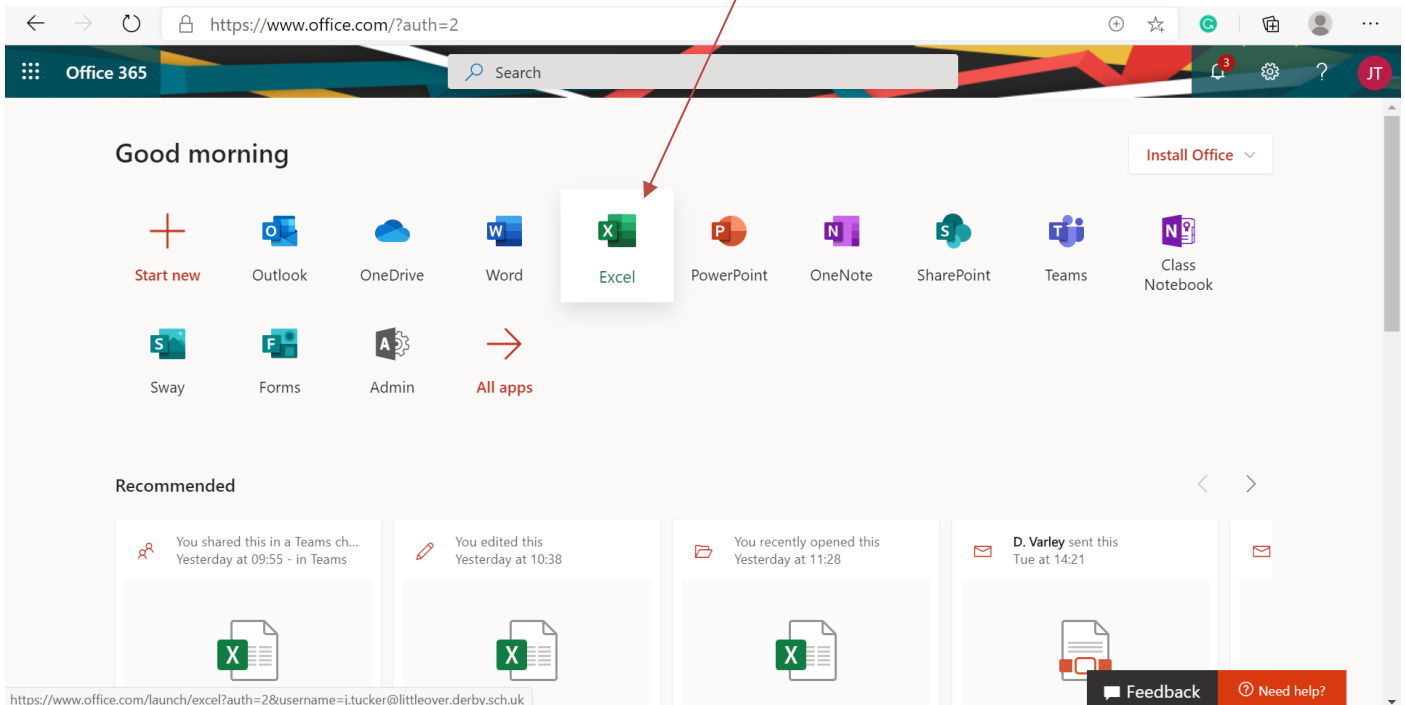 https://www.office.com/?auth=2
Office 365
Search
3
?
JT
Good morning
Install Office
Start new
Outlook
OneDrive
Word
Excel
PowerPoint
OneNote
SharePoint
Teams
Class
Notebook
Sway
Forms
Admin
All apps
Recommended
You shared this in a Teams ch...
Yesterday at 09:55 - in Teams
You edited this
Yesterday at 10:38
You recently opened this
Yesterday at 11:28
D. Varley sent this
Tue at 14:21
Feedback
Need help?
https://www.office.com/launch/excel?auth=2&username=j.tucker@littleover.derby.sch.uk